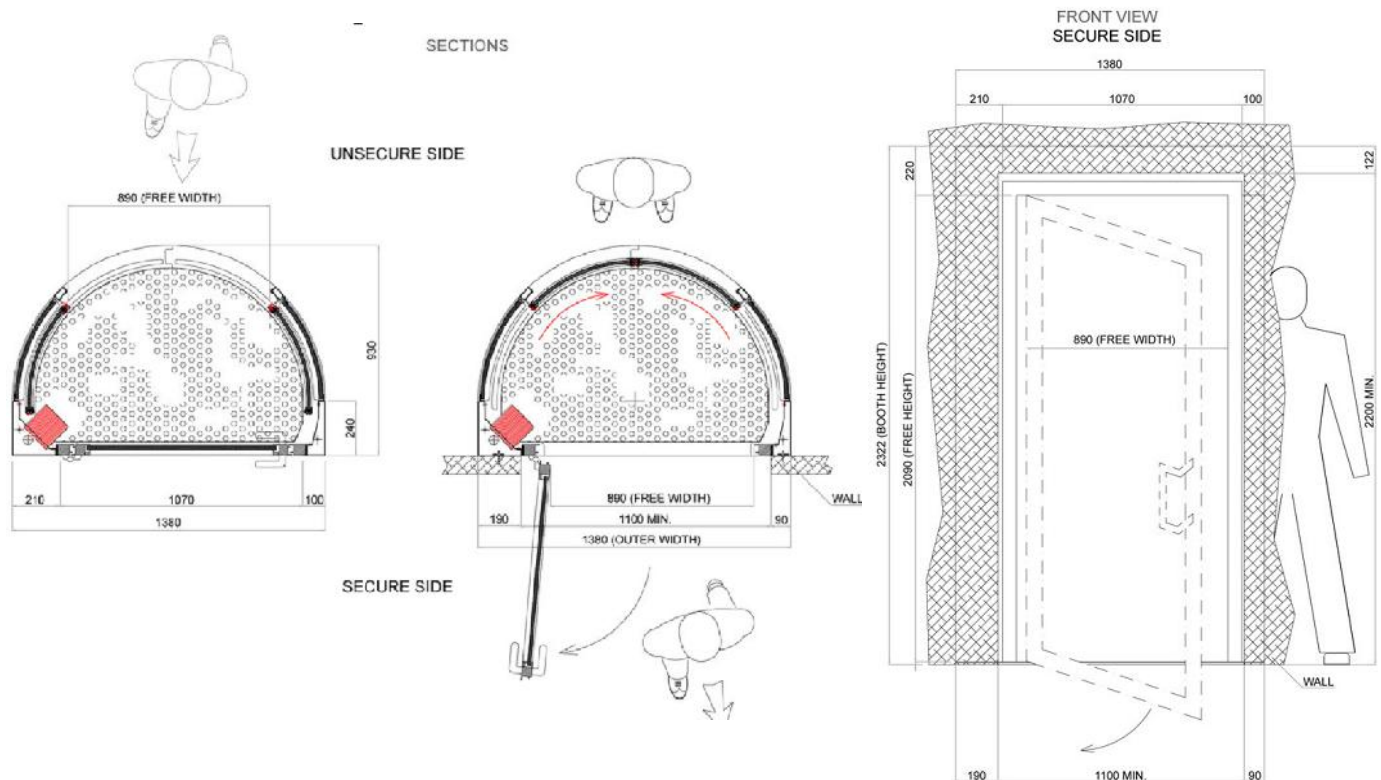 SECTIONS
UNSECURE SIDE
890 (FREE WIDTH)
930
240
210
1070
100
1380
890 (FREE WIDTH)
WALL
190
1100 MIN.
90
1380 (OUTER WIDTH)
SECURE SIDE
FRONT VIEW
SECURE SIDE
1380
210
1070
100
220
122
890 (FREE WIDTH)
2322 (BOOTH HEIGHT)
2090 (FREE HEIGHT)
2200 MIN.
WALL
190
1100 MIN.
90